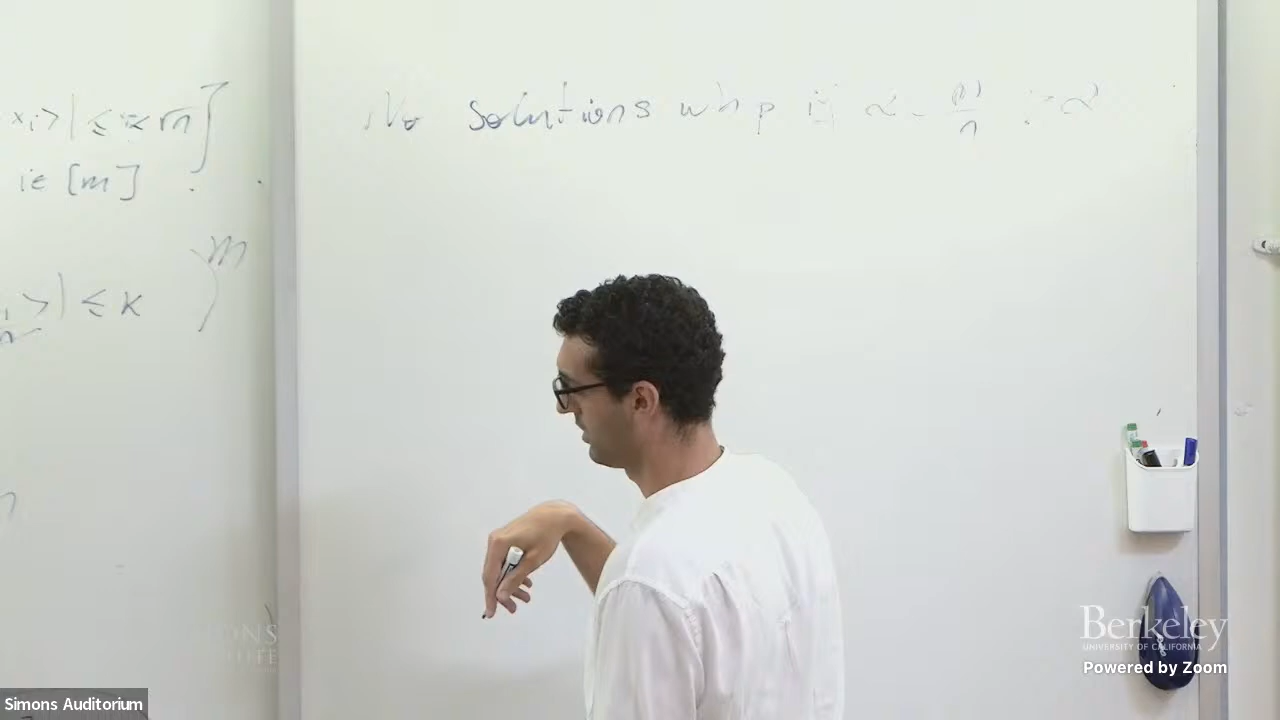 x_i>| ≤ κ√n]
i∈[m]
>| ≤ κ )^m
No solutions whp if α = m/n > α
Berkeley
UNIVERSITY OF CALIFORNIA
Powered by Zoom
Simons Auditorium